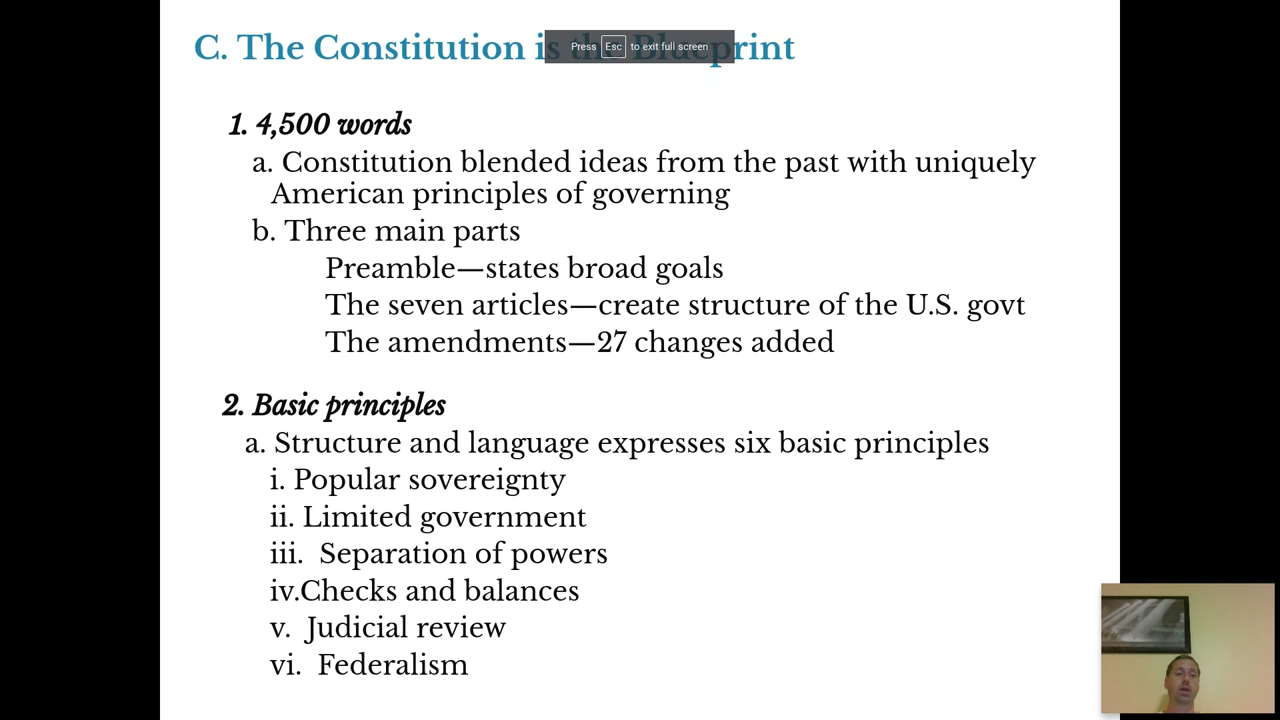 C. The Constitution is the Blueprint
Press Esc to exit full screen
1. 4,500 words
a. Constitution blended ideas from the past with uniquely
American principles of governing
b. Three main parts
Preamble—states broad goals
The seven articles—create structure of the U.S. govt
The amendments—27 changes added
2. Basic principles
a. Structure and language expresses six basic principles
i. Popular sovereignty
ii. Limited government
iii. Separation of powers
iv.Checks and balances
v. Judicial review
vi. Federalism